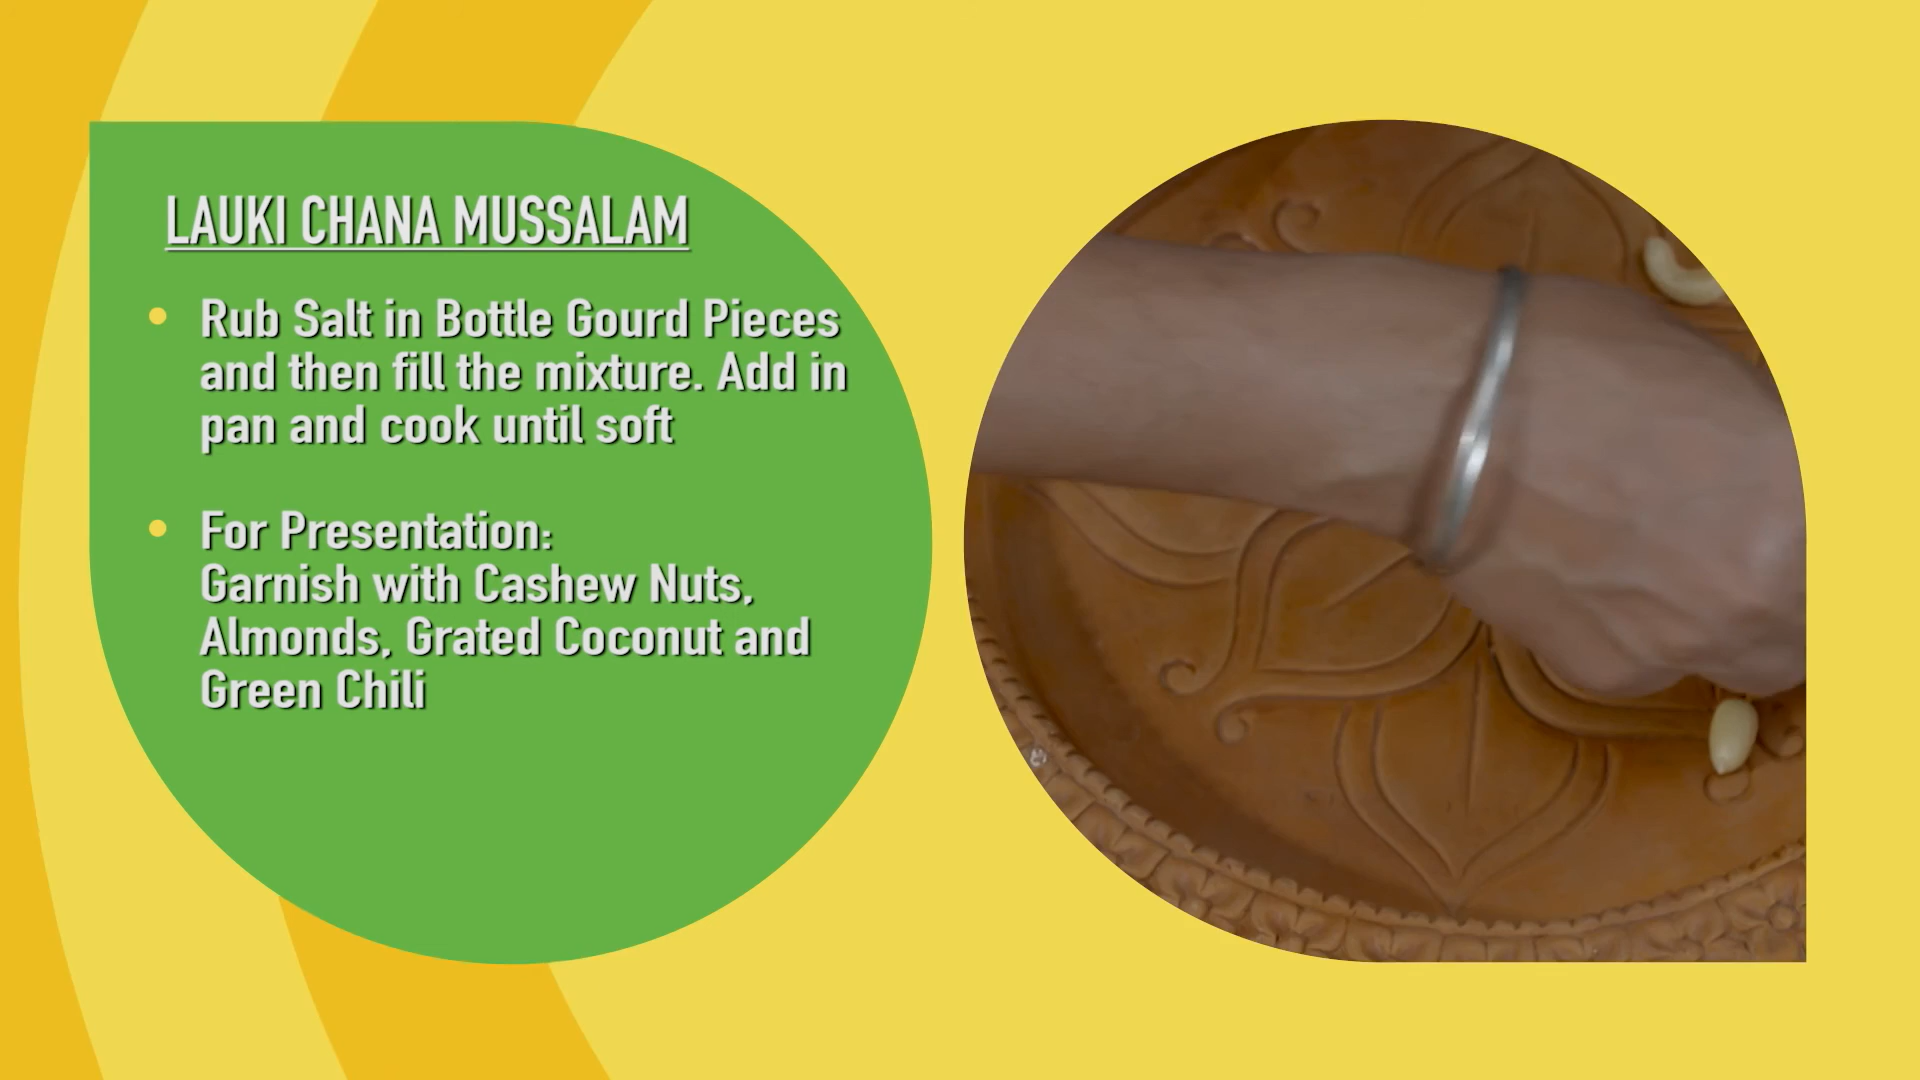 LAUKI CHANA MUSSALAM
Rub Salt in Bottle Gourd Pieces
and then fill the mixture. Add in
pan and cook until soft
For Presentation:
Garnish with Cashew Nuts,
Almonds, Grated Coconut and
Green Chili